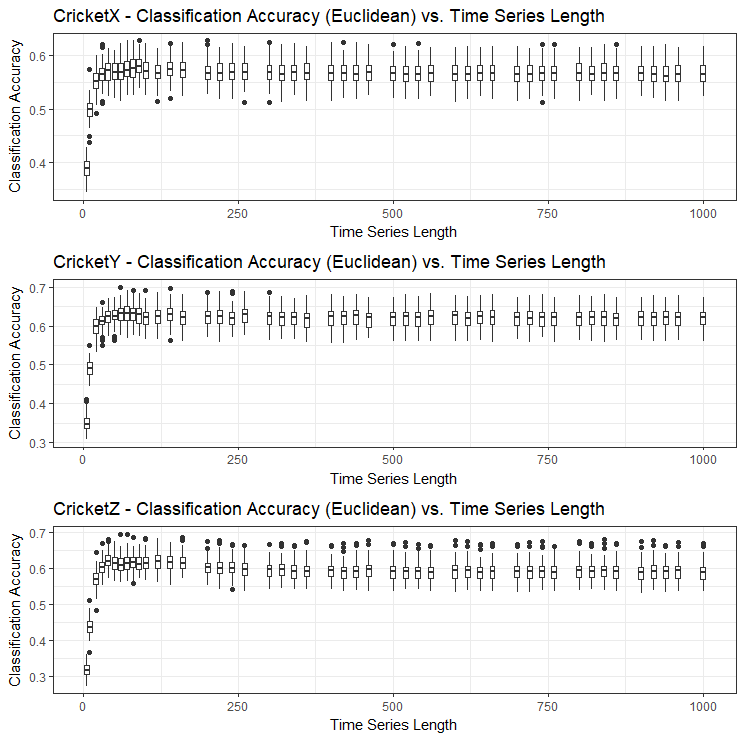 CricketX - Classification Accuracy (Euclidean) vs. Time Series Length
Classification Accuracy
0.6
0.5
0.4
0 250 500 750 1000
Time Series Length
CricketY - Classification Accuracy (Euclidean) vs. Time Series Length
Classification Accuracy
0.7
0.6
0.5
0.4
0.3
0 250 500 750 1000
Time Series Length
CricketZ - Classification Accuracy (Euclidean) vs. Time Series Length
Classification Accuracy
0.7
0.6
0.5
0.4
0.3
0 250 500 750 1000
Time Series Length